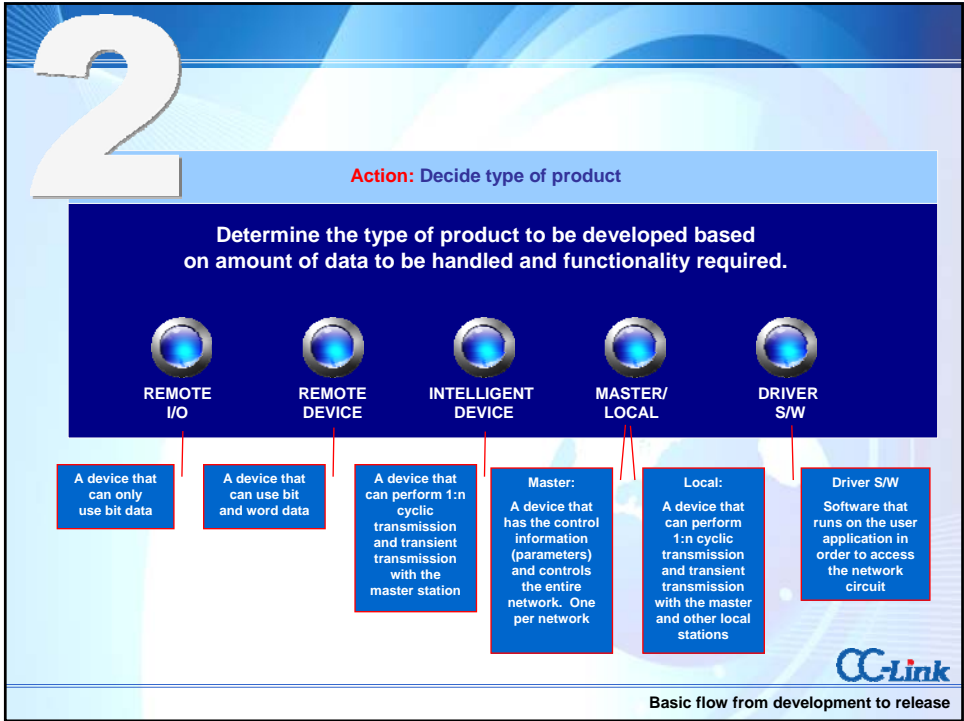 2
Action: Decide type of product
Determine the type of product to be developed based
on amount of data to be handled and functionality required.
REMOTE
I/O
REMOTE
DEVICE
INTELLIGENT
DEVICE
MASTER/
LOCAL
DRIVER
S/W
A device that
can only
use bit data
A device that
can use bit
and word data
A device that
can perform 1:n
cyclic
transmission
and transient
transmission
with the
master station
Master:
A device that
has the control
information
(parameters)
and controls
the entire
network. One
per network
Local:
A device that
can perform
1:n cyclic
transmission
and transient
transmission
with the master
and other local
stations
Driver S/W
Software that
runs on the user
application in
order to access
the network
circuit
CC-Link
Basic flow from development to release